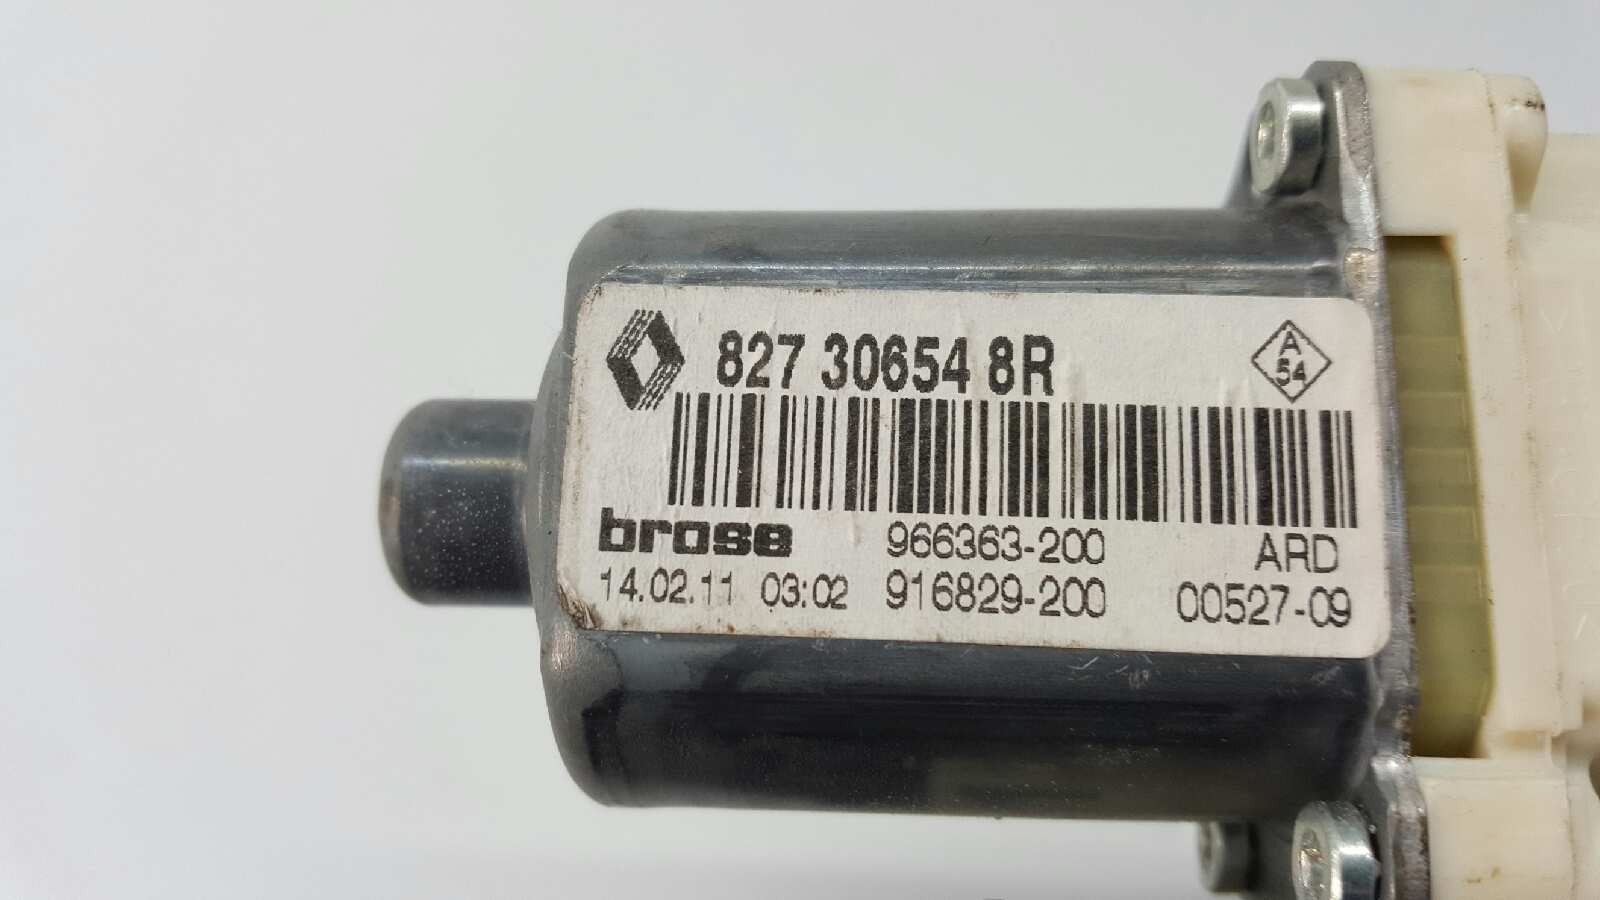 827 30654 8R
A
54
brose 966363-200 ARD
14.02.11 03:02 916829-200 00527-09